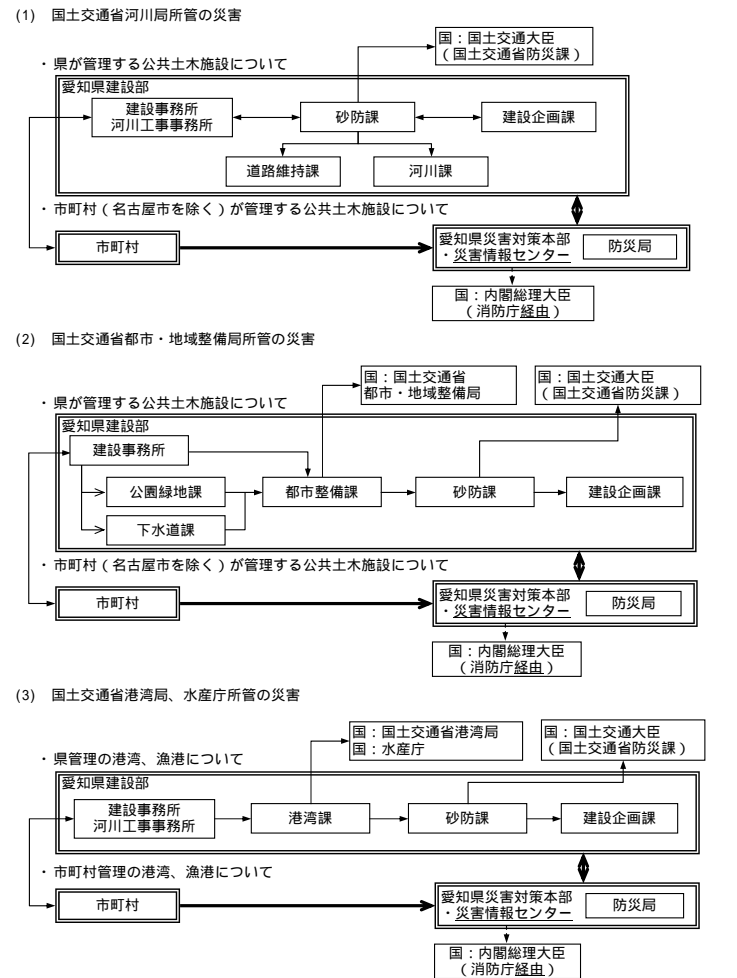 (1) 国土交通省河川局所管の災害
国：国土交通大臣
（国土交通省防災課）
・県が管理する公共土木施設について
愛知県建設部
建設事務所
河川工事事務所
砂防課
建設企画課
道路維持課
河川課
・市町村（名古屋市を除く）が管理する公共土木施設について
市町村
愛知県災害対策本部
・災害情報センター
防災局
国：内閣総理大臣
（消防庁経由）
(2) 国土交通省都市・地域整備局所管の災害
国：国土交通省
都市・地域整備局
国：国土交通大臣
（国土交通省防災課）
・県が管理する公共土木施設について
愛知県建設部
建設事務所
公園緑地課
都市整備課
砂防課
建設企画課
下水道課
・市町村（名古屋市を除く）が管理する公共土木施設について
市町村
愛知県災害対策本部
・災害情報センター
防災局
国：内閣総理大臣
（消防庁経由）
(3) 国土交通省港湾局、水産庁所管の災害
国：国土交通省港湾局
国：水産庁
国：国土交通大臣
（国土交通省防災課）
・県管理の港湾、漁港について
愛知県建設部
建設事務所
河川工事事務所
港湾課
砂防課
建設企画課
・市町村管理の港湾、漁港について
市町村
愛知県災害対策本部
・災害情報センター
防災局
国：内閣総理大臣
（消防庁経由）